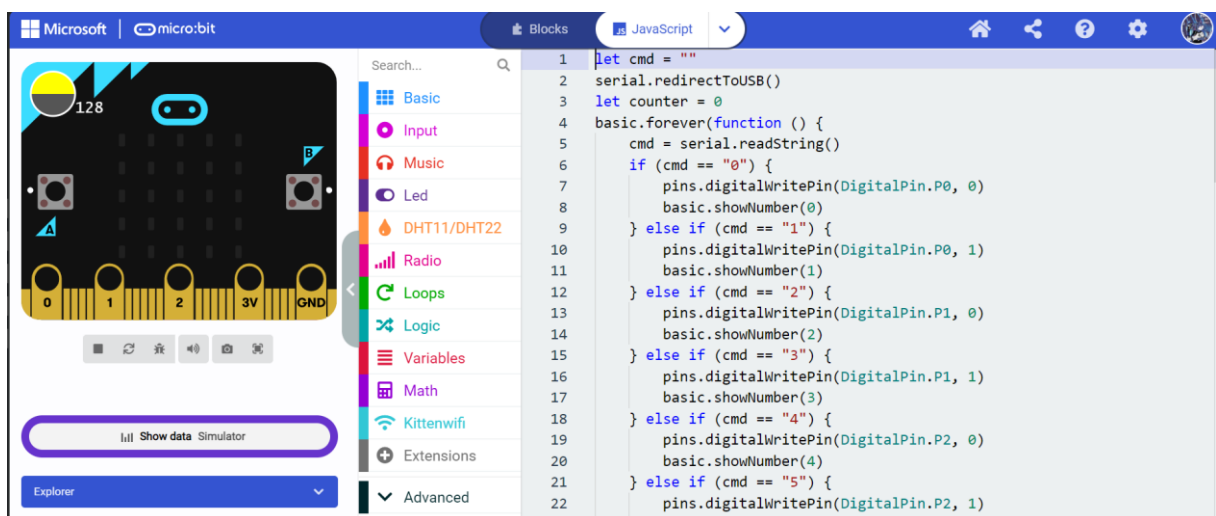 Microsoft micro:bit Blocks JavaScript
128
B
A
0 1 2 3V GND
Show data Simulator
Explorer
Search...
Basic
Input
Music
Led
DHT11/DHT22
Radio
Loops
Logic
Variables
Math
Kittenwifi
Extensions
Advanced
1 let cmd = ""
2 serial.redirectToUSB()
3 let counter = 0
4 basic.forever(function () {
5 cmd = serial.readString()
6 if (cmd == "0") {
7 pins.digitalWritePin(DigitalPin.P0, 0)
8 basic.showNumber(0)
9 } else if (cmd == "1") {
10 pins.digitalWritePin(DigitalPin.P0, 1)
11 basic.showNumber(1)
12 } else if (cmd == "2") {
13 pins.digitalWritePin(DigitalPin.P1, 0)
14 basic.showNumber(2)
15 } else if (cmd == "3") {
16 pins.digitalWritePin(DigitalPin.P1, 1)
17 basic.showNumber(3)
18 } else if (cmd == "4") {
19 pins.digitalWritePin(DigitalPin.P2, 0)
20 basic.showNumber(4)
21 } else if (cmd == "5") {
22 pins.digitalWritePin(DigitalPin.P2, 1)